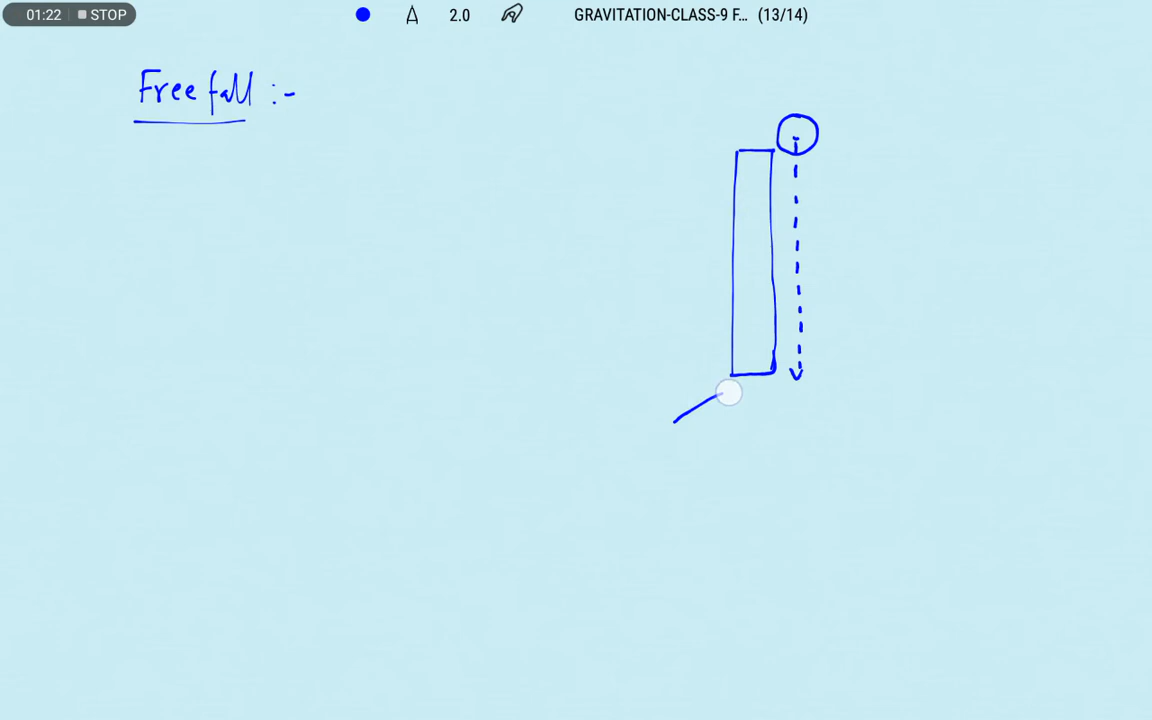 01:22 STOP 2.0 GRAVITATION-CLASS-9 F... (13/14)
Free fall :-